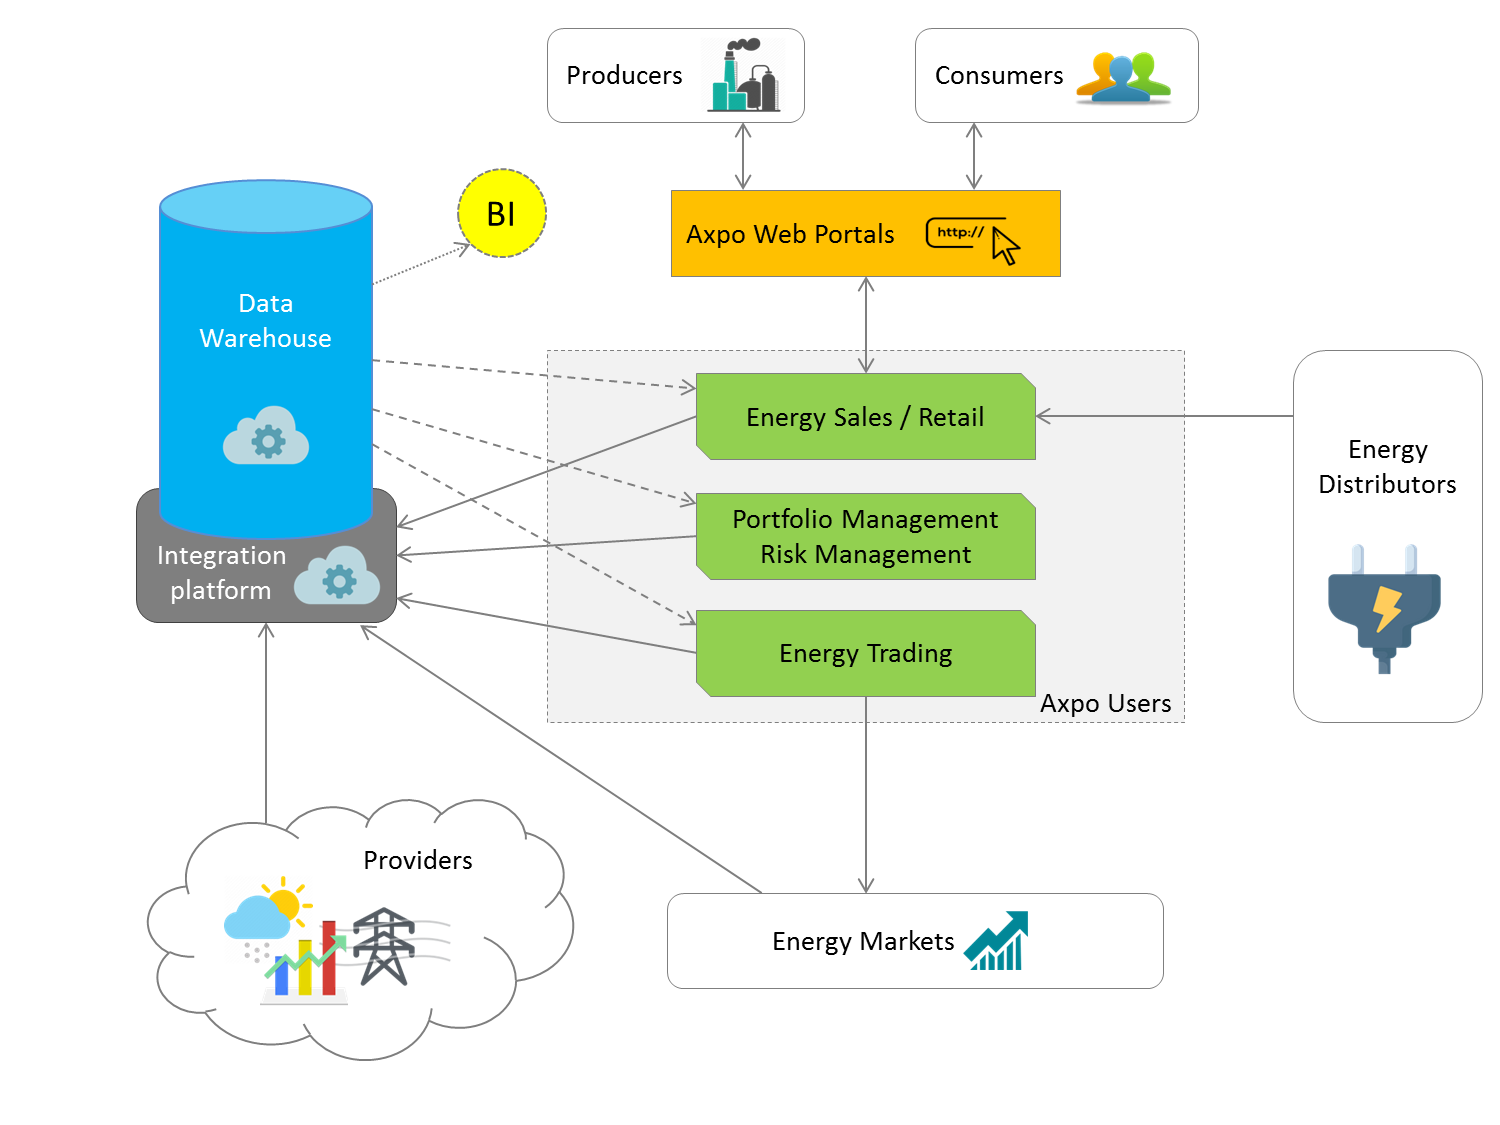 Producers
Consumers
BI
Axpo Web Portals
http://
Data
Warehouse
Energy Sales / Retail
Energy
Distributors
Portfolio Management
Risk Management
Integration
platform
Energy Trading
Axpo Users
Providers
Energy Markets